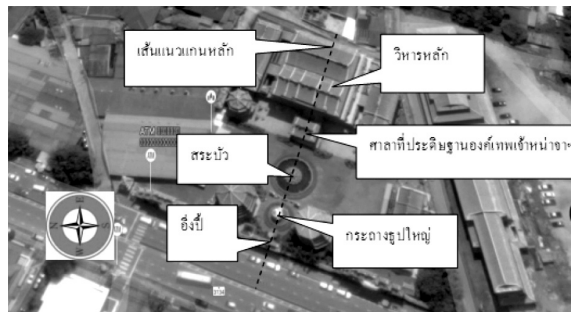 เส้นแนวแกนหลัก
วิหารหลัก
ATM
ศาลาที่ประดิษฐานองค์เทพเจ้าหน่าจา
สระบัว
อิ่งปี้
กระถางธูปใหญ่